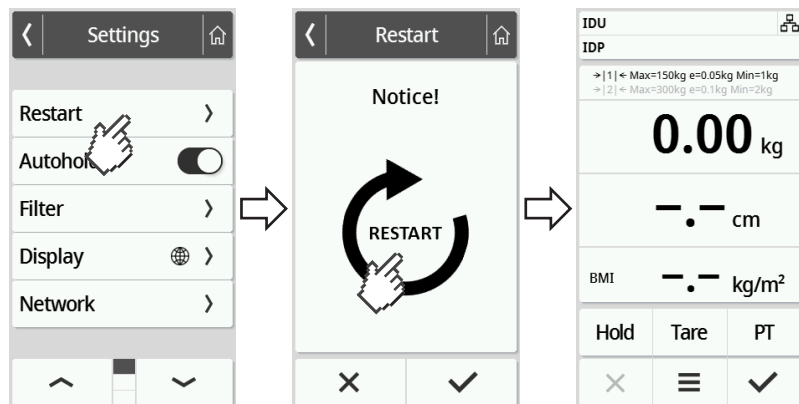 Settings
Restart
Autohol
Filter
Display
Network
Restart
Notice!
RESTART
IDU
IDP
→|1|← Max=150kg e=0.05kg Min=1kg
→|2|← Max=300kg e=0.1kg Min=2kg
0.00 kg
–.– cm
BMI –.– kg/m²
Hold Tare PT